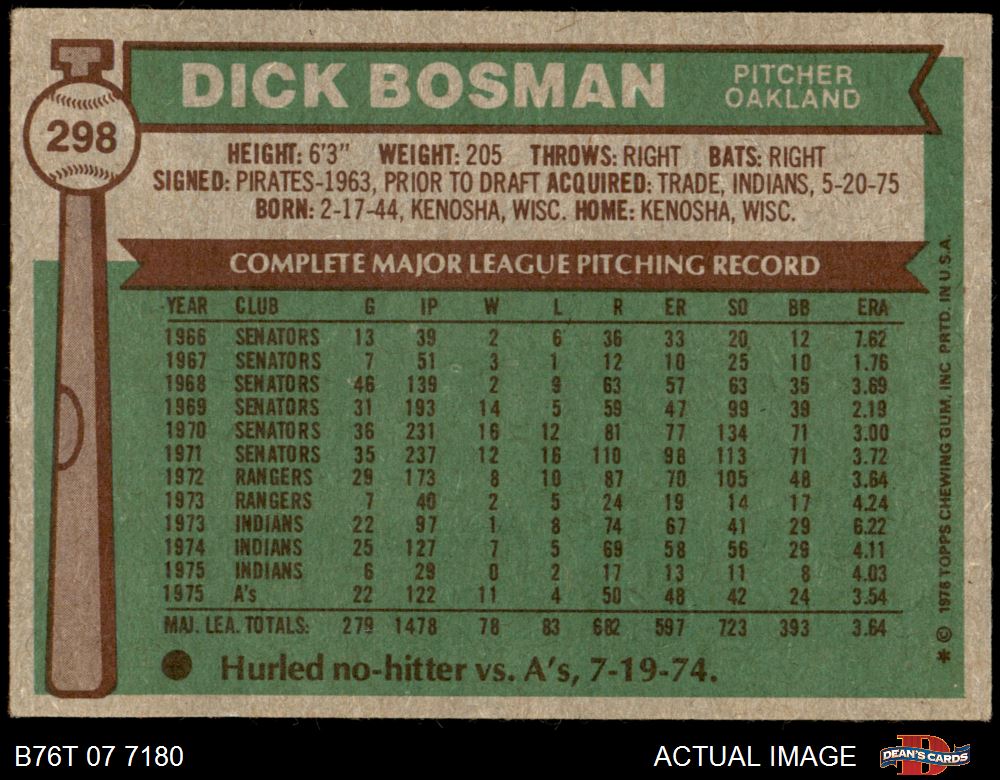 DICK BOSMAN
PITCHER
OAKLAND
298
HEIGHT: 6'3" WEIGHT: 205 THROWS: RIGHT BATS: RIGHT
SIGNED: PIRATES-1963, PRIOR TO DRAFT ACQUIRED: TRADE, INDIANS, 5-20-75
BORN: 2-17-44, KENOSHA, WISC. HOME: KENOSHA, WISC.
COMPLETE MAJOR LEAGUE PITCHING RECORD
YEAR CLUB G IP W L R ER SO BB ERA
1966 SENATORS 13 39 2 6 36 33 20 12 7.62
1967 SENATORS 7 51 3 1 12 10 25 10 1.76
1968 SENATORS 46 139 2 9 63 57 63 35 3.69
1969 SENATORS 31 193 14 5 59 47 99 39 2.19
1970 SENATORS 36 231 16 12 81 77 134 71 3.00
1971 SENATORS 35 237 12 16 110 98 113 71 3.72
1972 RANGERS 29 173 8 10 87 70 105 48 3.64
1973 RANGERS 7 40 2 5 24 19 14 17 4.24
1973 INDIANS 22 97 1 8 74 67 41 29 6.22
1974 INDIANS 25 127 7 5 69 58 56 29 4.11
1975 INDIANS 6 29 0 2 17 13 11 8 4.03
1975 A's 22 122 11 4 50 48 42 24 3.54
MAJ. LEA. TOTALS: 279 1478 78 83 682 597 723 393 3.64
Hurled no-hitter vs. A's, 7-19-74.
* © 1976 TOPPS CHEWING GUM, INC PRTD. IN U.S.A.
B76T 07 7180
ACTUAL IMAGE
DEAN'S CARDS